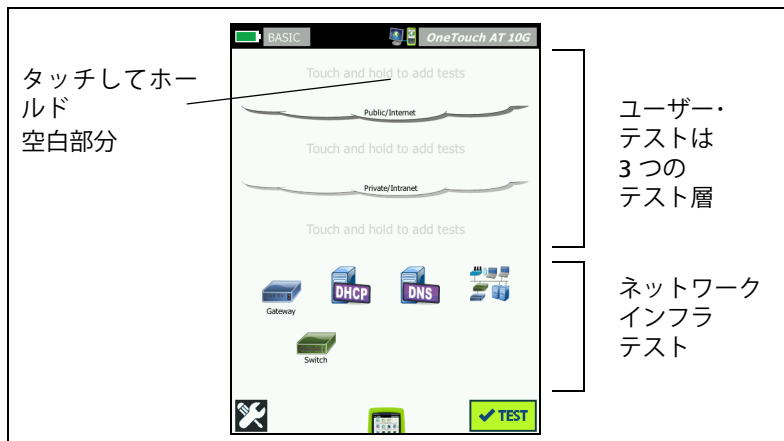 BASIC
OneTouch AT 10G
タッチしてホー
ルド
空白部分
Touch and hold to add tests
Public/Internet
Touch and hold to add tests
Private/Intranet
Touch and hold to add tests
ユーザー・
テストは
3 つの
テスト層
DHCP
DNS
Gateway
Switch
ネットワーク
インフラ
テスト
TEST